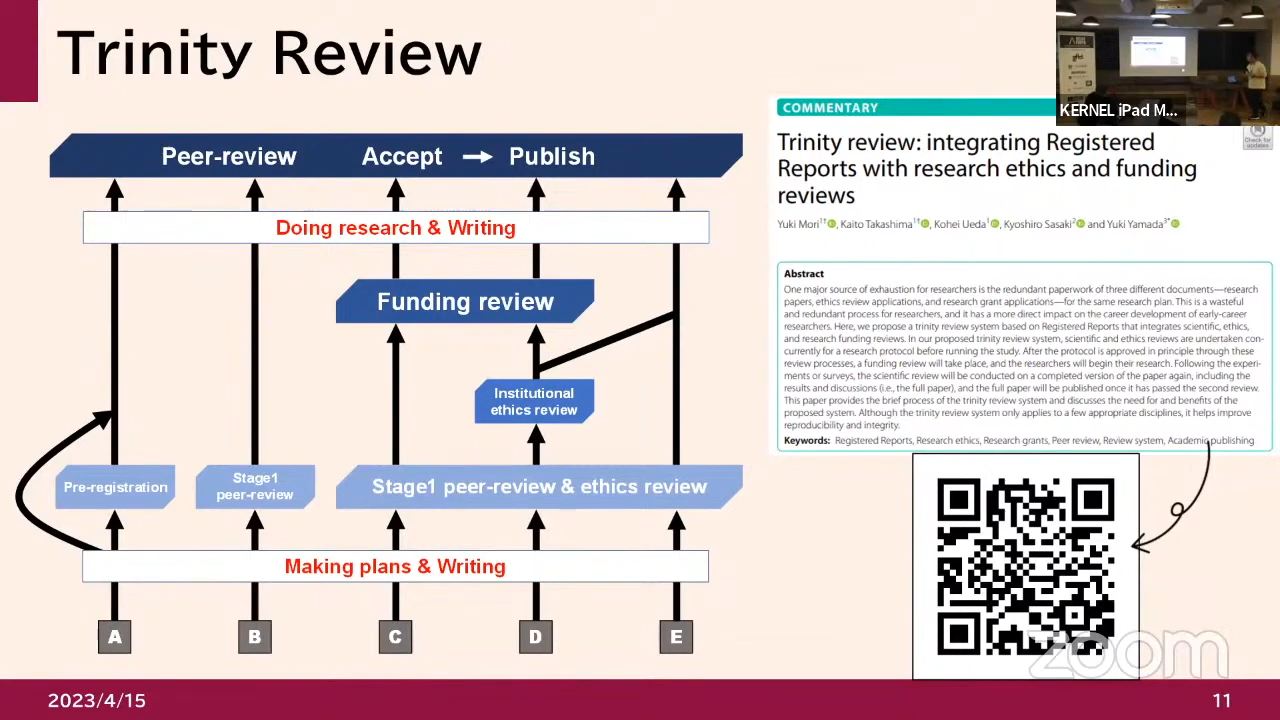 Trinity Review
KERNEL iPad M...
Peer-review Accept → Publish
Doing research & Writing
Funding review
Institutional
ethics review
Pre-registration
Stage1
peer-review
Stage1 peer-review & ethics review
Making plans & Writing
A B C D E
COMMENTARY
Check for
updates
Trinity review: integrating Registered
Reports with research ethics and funding
reviews
Yuki Mori1†, Kaito Takashima1†, Kohei Ueda1, Kyoshiro Sasaki2 and Yuki Yamada3*
Abstract
One major source of exhaustion for researchers is the redundant paperwork of three different documents—research
papers, ethics review applications, and research grant applications—for the same research plan. This is a wasteful
and redundant process for researchers, and it has a more direct impact on the career development of early-career
researchers. Here, we propose a trinity review system based on Registered Reports that integrates scientific, ethics,
and research funding reviews. In our proposed trinity review system, scientific and ethics reviews are undertaken con-
currently for a research protocol before running the study. After the protocol is approved in principle through these
review processes, a funding review will take place, and the researchers will begin their research. Following the experi-
ments or surveys, the scientific review will be conducted on a completed version of the paper again, including the
results and discussions (i.e., the full paper), and the full paper will be published once it has passed the second review.
This paper provides the brief process of the trinity review system and discusses the need for and benefits of the
proposed system. Although the trinity review system only applies to a few appropriate disciplines, it helps improve
reproducibility and integrity.
Keywords: Registered Reports, Research ethics, Research grants, Peer review, Review system, Academic publishing
zoom
2023/4/15
11